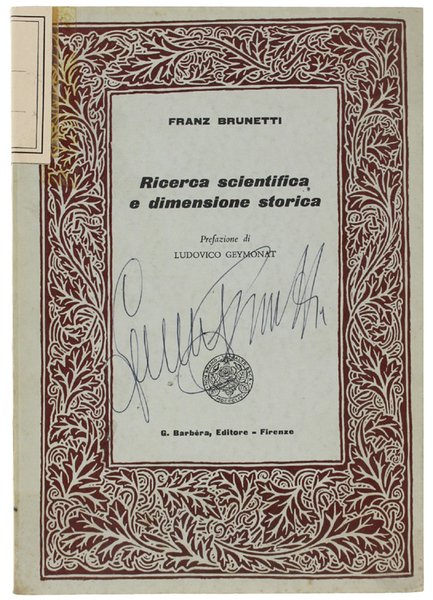 FRANZ BRUNETTI
Ricerca scientifica
e dimensione storica
Prefazione di
LUDOVICO GEYMONAT
G. Barbèra, Editore - Firenze